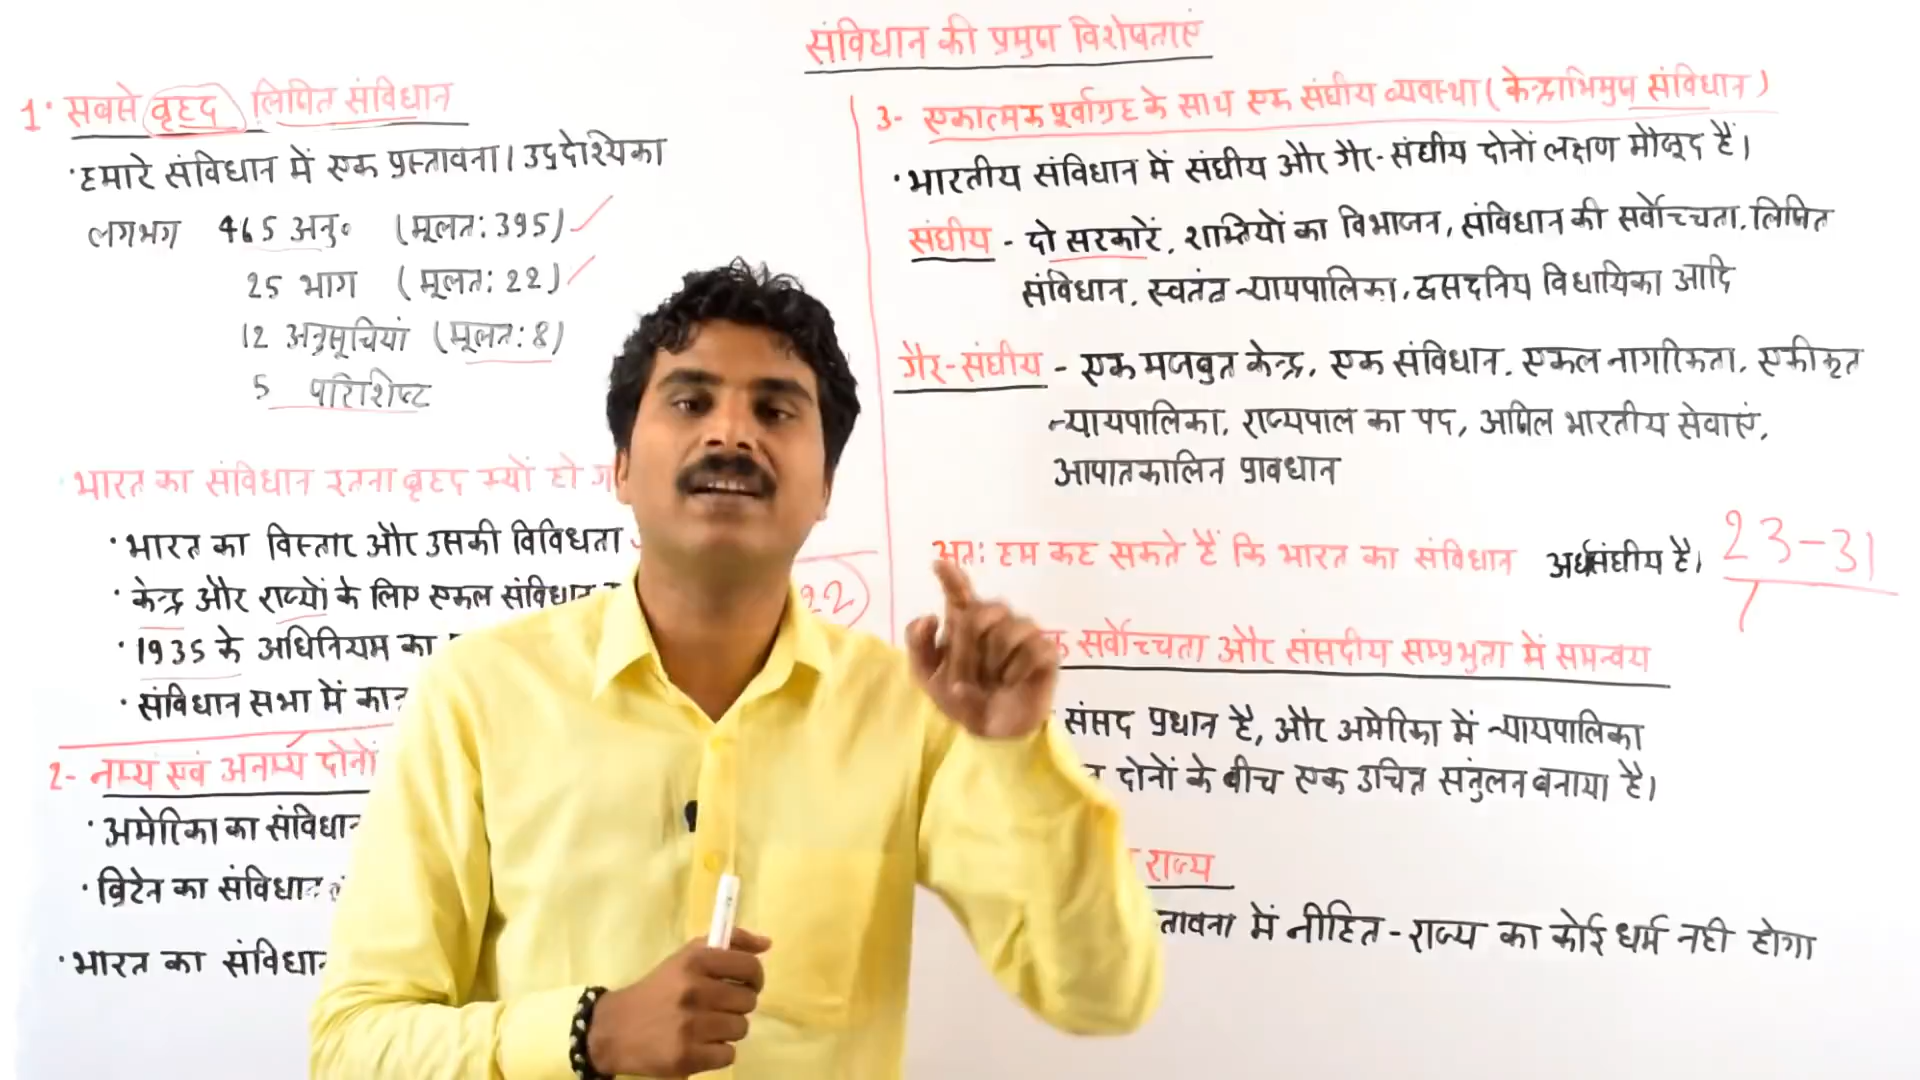 संविधान की प्रमुख विशेषताएं
1. सबसे वृहद लिखित संविधान
• हमारे संविधान में एक प्रस्तावना। उद्देश्यिका
लगभग 465 अनु० (मूलत: 395)
25 भाग (मूलत: 22)
12 अनुसूचियां (मूलत: 8)
5 परिशिष्ट
भारत का संविधान इतना वृहद क्यों हो
• भारत का विस्तार और उसकी विविधता
• केन्द्र और राज्यों के लिए एकल संविधान
22
• 1935 के अधिनियम का
• संविधान सभा में
2- नम्य एवं अनर्म्य दोनों
• अमेरिका का संविधान
• ब्रिटेन का संविधान
• भारत का संविधान
3- एकात्मक पूर्वाग्रह के साथ एक संघीय व्यवस्था (केन्द्राभिमुख संविधान)
• भारतीय संविधान में संघीय और गैर-संघीय दोनों लक्षण मौजूद हैं।
संघीय - दो सरकारें, शक्तियों का विभाजन, संविधान की सर्वोच्चता, लिखित
संविधान, स्वतंत्र न्यायपालिका, द्वसदनिय विधायिका आदि
गैर-संघीय - एक मजबुत केन्द्र, एक संविधान, एकल नागरिकता, एकीकृत
न्यायपालिका, राज्यपाल का पद, अखिल भारतीय सेवाएं,
आपातकालिन प्रावधान
अत: हम कह सकते हैं कि भारत का संविधान अर्धसंघीय है।
23-31
सर्वोच्चता और संसदीय सम्प्रभुता में समन्वय
संसद प्रधान है, और अमेरिका में न्यायपालिका
दोनों के बीच एक उचित संतुलन बनाया है।
राज्य
तावना में नीहित - राज्य का कोई धर्म नही होगा